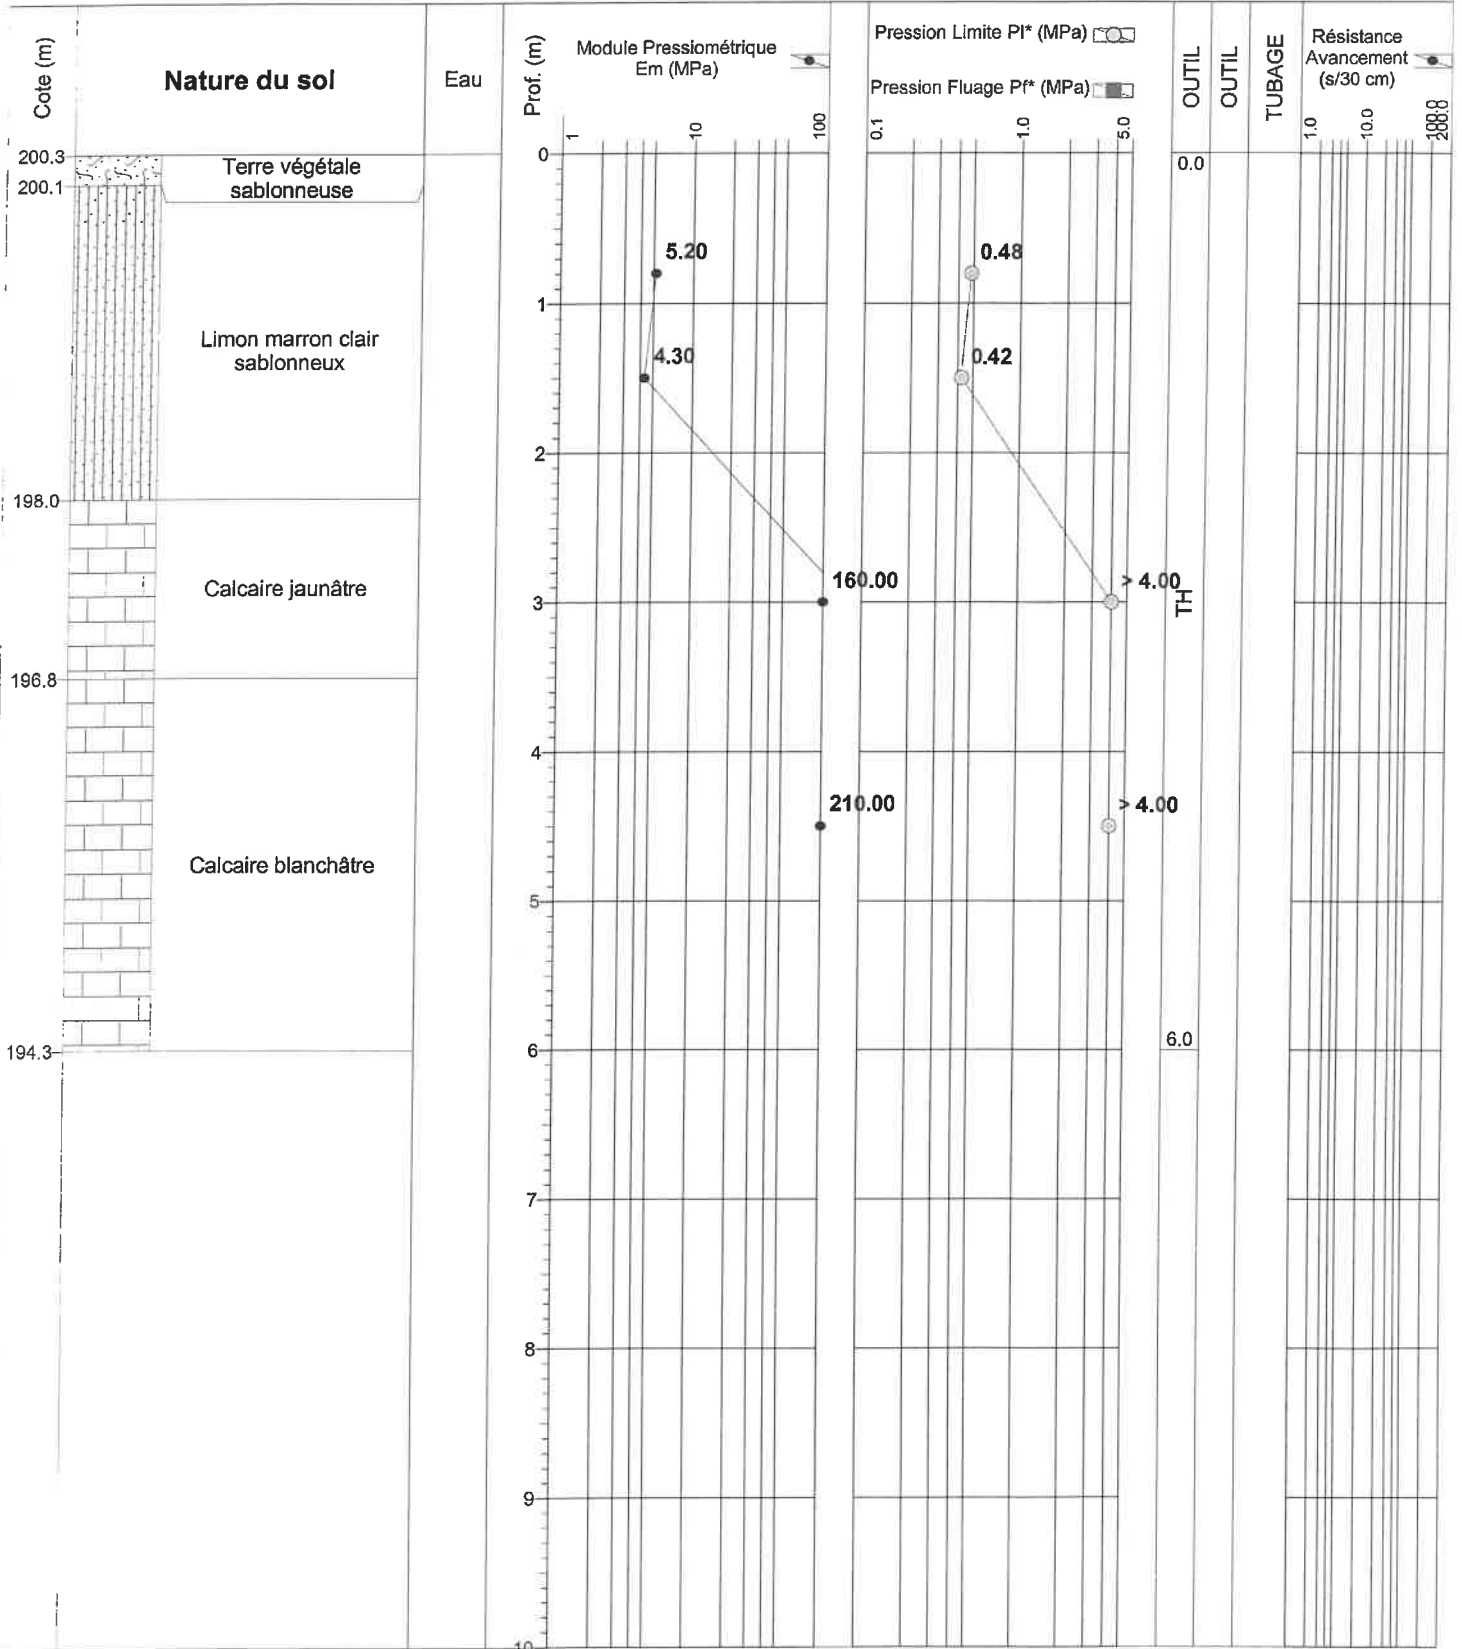 Cote (m)
Nature du sol
Eau
Prof. (m)
Module Pressiométrique
Em (MPa)
1
10
100
Pression Limite Pl* (MPa)
Pression Fluage Pf* (MPa)
0.1
1.0
5.0
OUTIL
OUTIL
TUBAGE
Résistance
Avancement
(s/30 cm)
1.0
10.0
100.0
200.0
200.3
Terre végétale
sablonneuse
0
0.0
200.1
5.20
0.48
1
Limon marron clair
sablonneux
4.30
0.42
2
198.0
Calcaire jaunâtre
160.00
> 4.00
3
TH
196.8
4
210.00
> 4.00
Calcaire blanchâtre
5
194.3
6
6.0
7
8
9
10